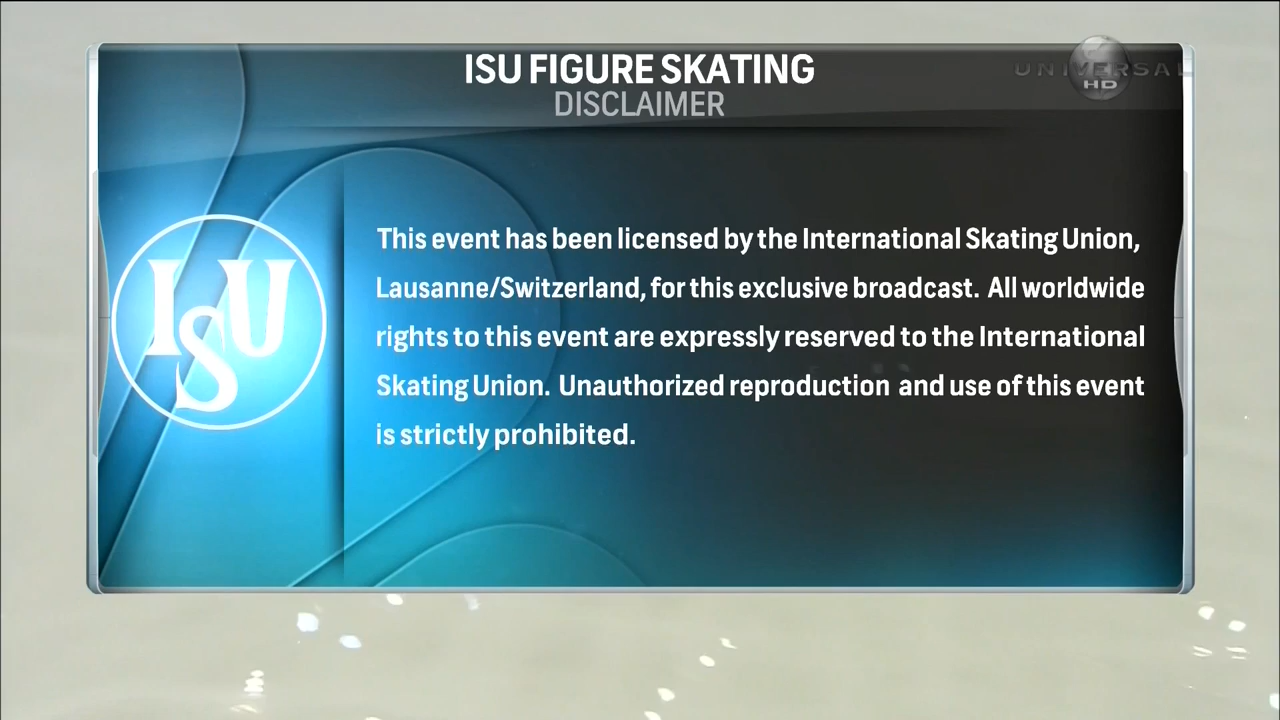 ISU FIGURE SKATING
DISCLAIMER
UNIVERSAL
HD
ISU
This event has been licensed by the International Skating Union,
Lausanne/Switzerland, for this exclusive broadcast. All worldwide
rights to this event are expressly reserved to the International
Skating Union. Unauthorized reproduction and use of this event
is strictly prohibited.